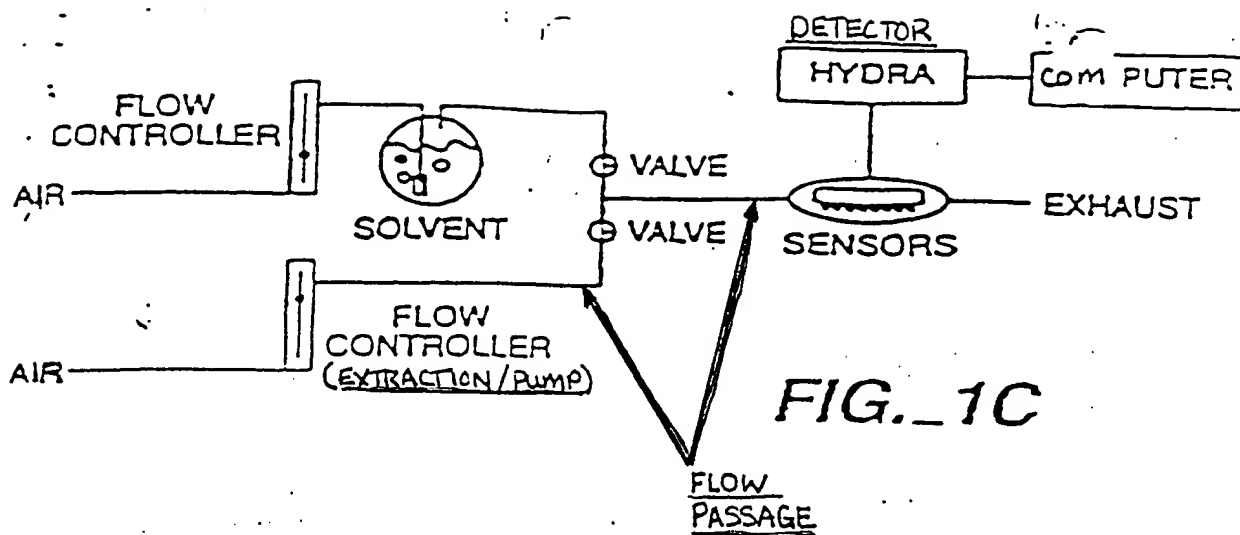 DETECTOR
HYDRA
com PUTER
FLOW
CONTROLLER
AIR
SOLVENT
VALVE
VALVE
SENSORS
EXHAUST
FLOW
CONTROLLER
(EXTRACTION/PUMP)
AIR
FIG._1C
FLOW
PASSAGE